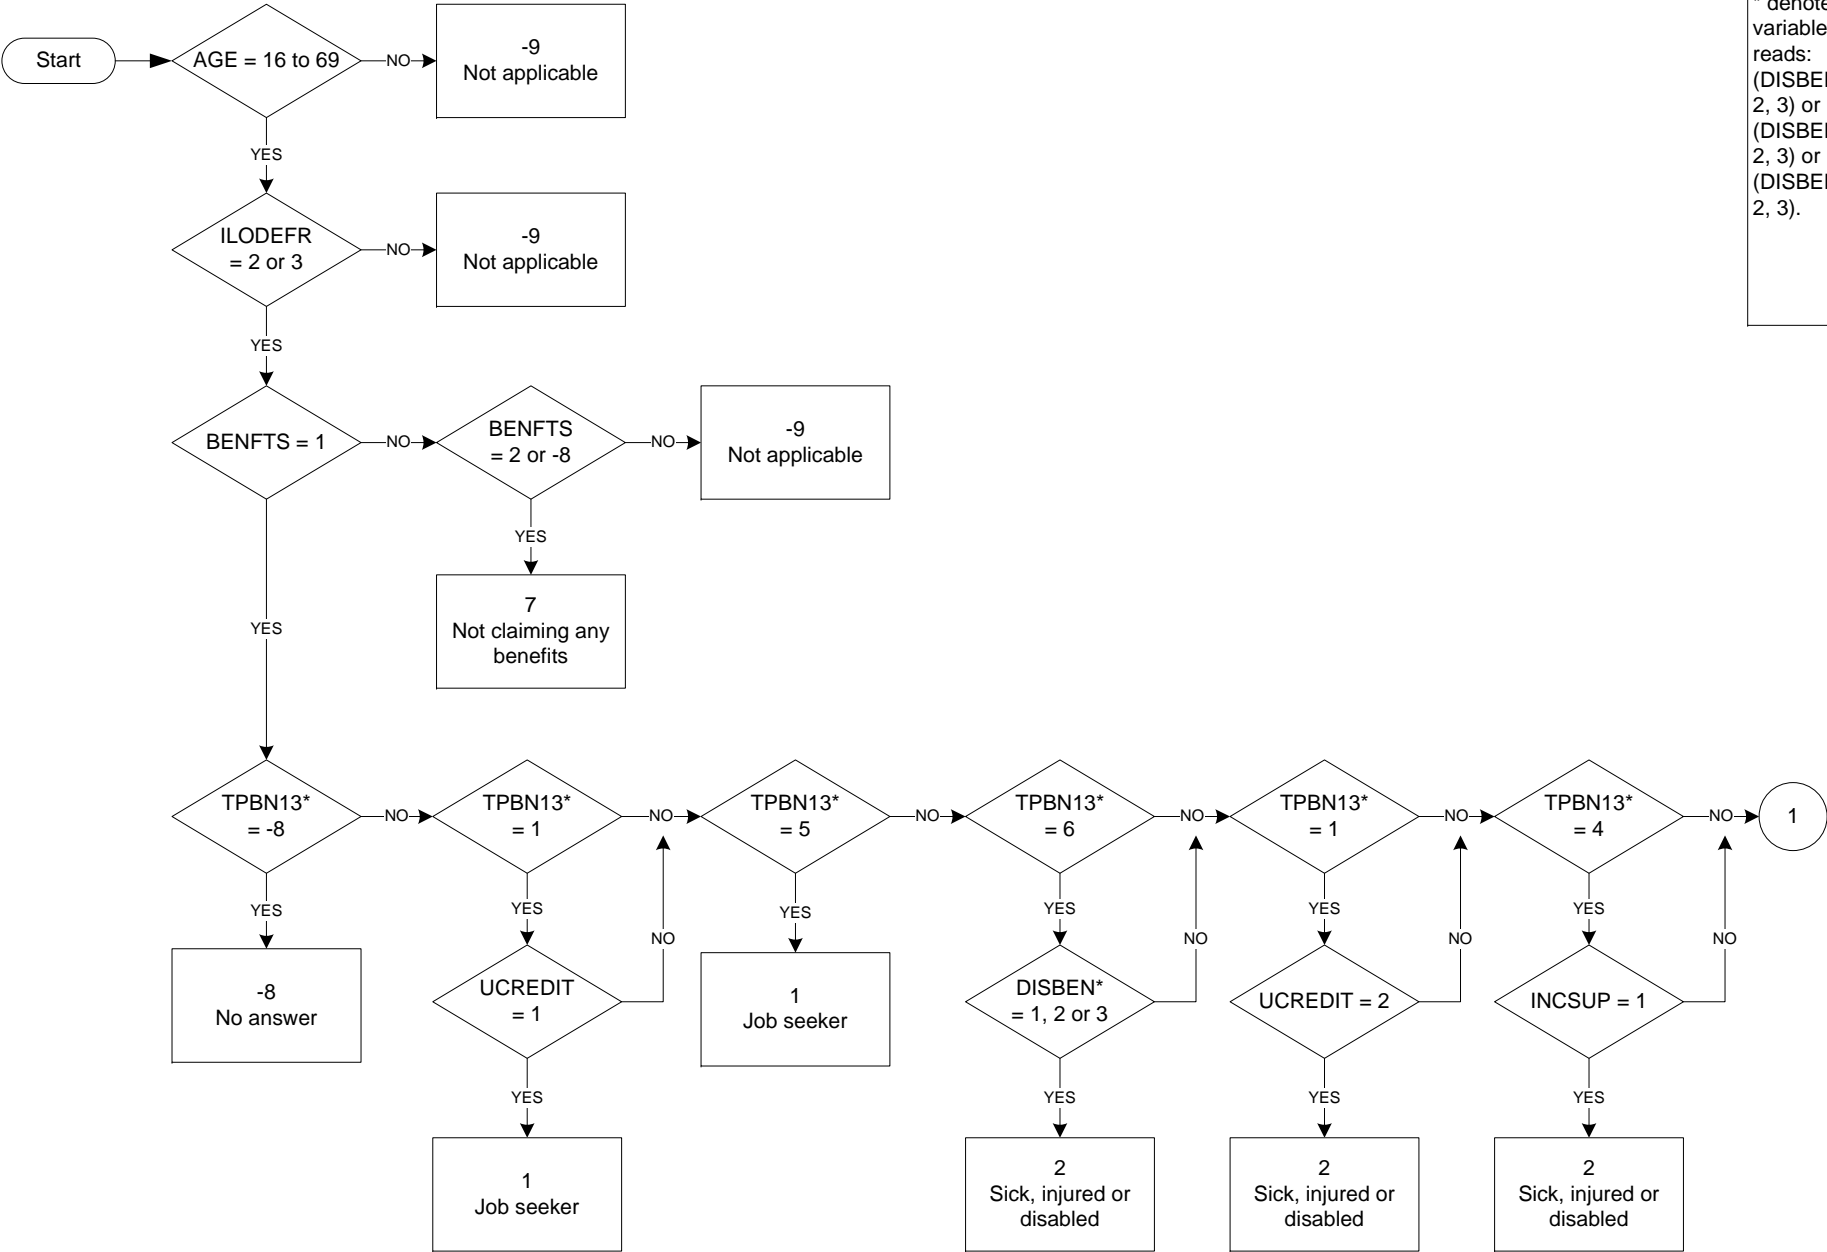 Start
AGE = 16 to 69
NO
-9
Not applicable
* denote
variable
reads:
(DISBE
2, 3) or
(DISBE
2, 3) or
(DISBE
2, 3).
YES
ILODEFR
= 2 or 3
NO
-9
Not applicable
YES
BENFTS = 1
NO
BENFTS
= 2 or -8
NO
-9
Not applicable
YES
7
Not claiming any
benefits
YES
TPBN13*
= -8
NO
TPBN13*
= 1
NO
TPBN13*
= 5
NO
TPBN13*
= 6
NO
TPBN13*
= 1
NO
TPBN13*
= 4
NO
1
YES
YES
YES
YES
YES
YES
-8
No answer
UCREDIT
= 1
NO
1
Job seeker
DISBEN*
= 1, 2 or 3
NO
UCREDIT = 2
NO
INCSUP = 1
NO
YES
YES
YES
YES
1
Job seeker
2
Sick, injured or
disabled
2
Sick, injured or
disabled
2
Sick, injured or
disabled